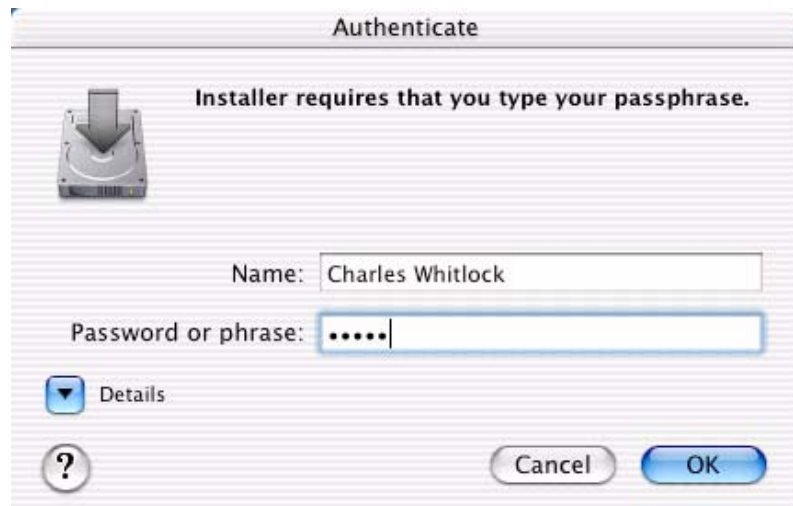 Authenticate
Installer requires that you type your passphrase.
Name: Charles Whitlock
Password or phrase: •••••
Details
? Cancel OK